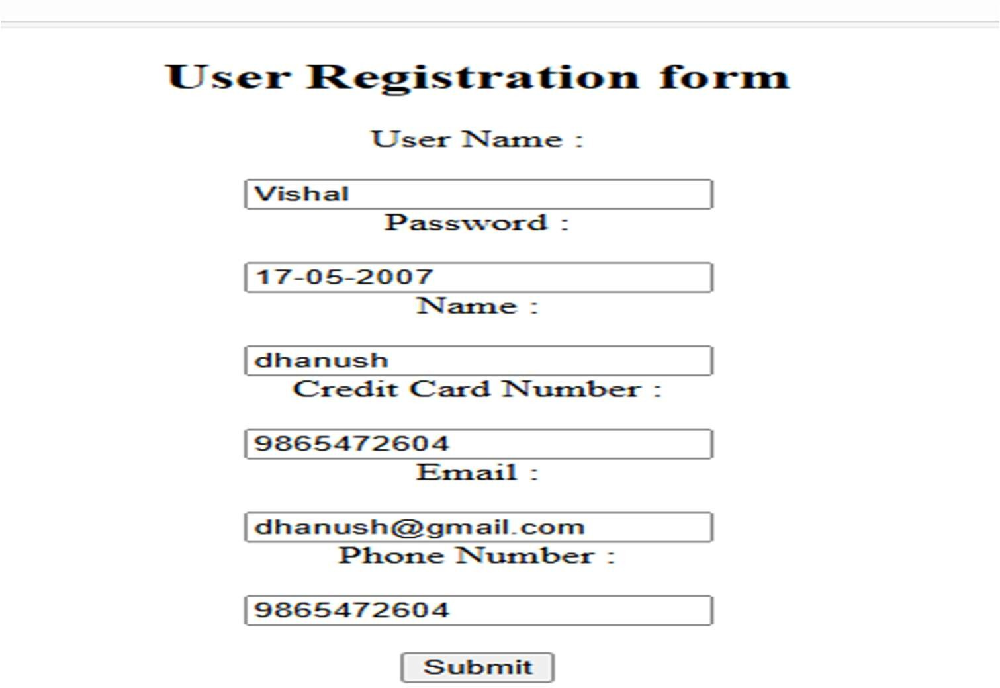 User Registration form
User Name :
Vishal
Password :
17-05-2007
Name :
dhanush
Credit Card Number :
9865472604
Email :
dhanush@gmail.com
Phone Number :
9865472604
Submit